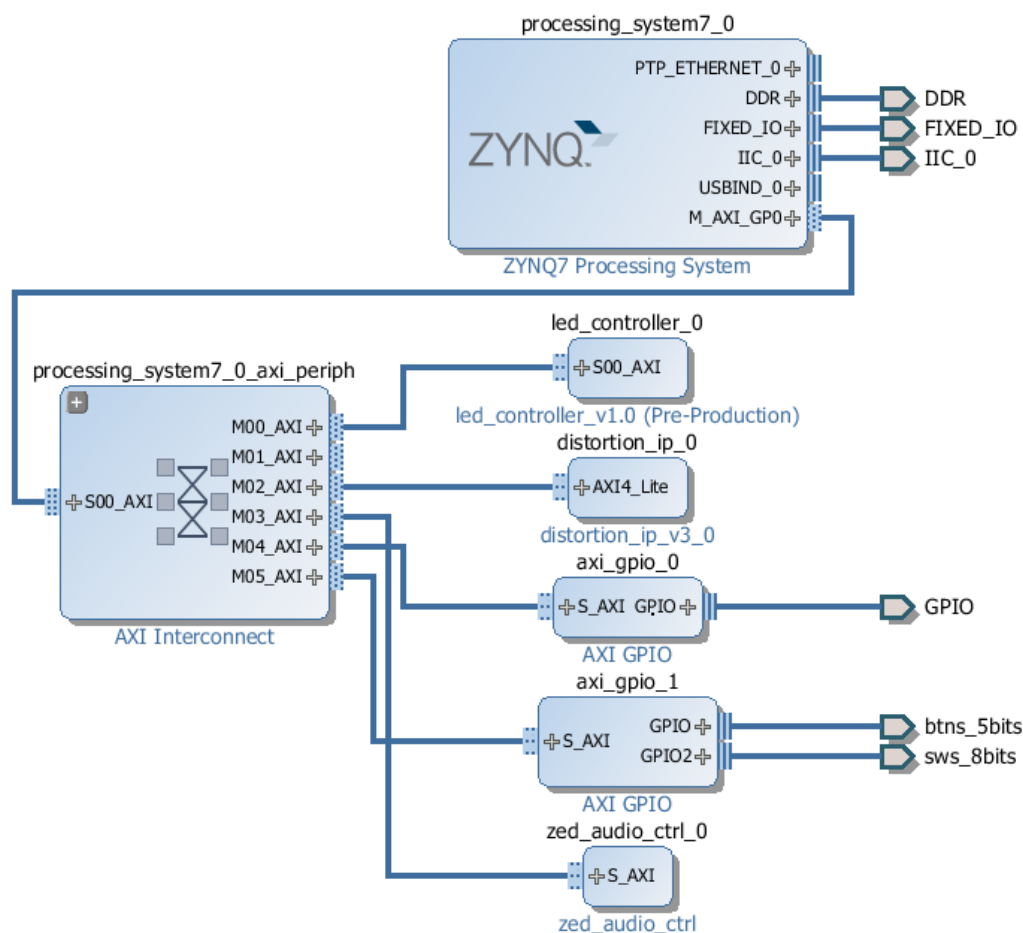 processing_system7_0
PTP_ETHERNET_0
DDR
FIXED_IO
IIC_0
USBIND_0
M_AXI_GP0
ZYNQ
DDR
FIXED_IO
IIC_0
ZYNQ7 Processing System
led_controller_0
S00_AXI
led_controller_v1.0 (Pre-Production)
processing_system7_0_axi_periph
S00_AXI
M00_AXI
M01_AXI
M02_AXI
M03_AXI
M04_AXI
M05_AXI
AXI Interconnect
distortion_ip_0
AXI4_Lite
distortion_ip_v3_0
axi_gpio_0
S_AXI GPIO
GPIO
AXI GPIO
axi_gpio_1
S_AXI
GPIO
GPIO2
btns_5bits
sws_8bits
AXI GPIO
zed_audio_ctrl_0
S_AXI
zed_audio_ctrl